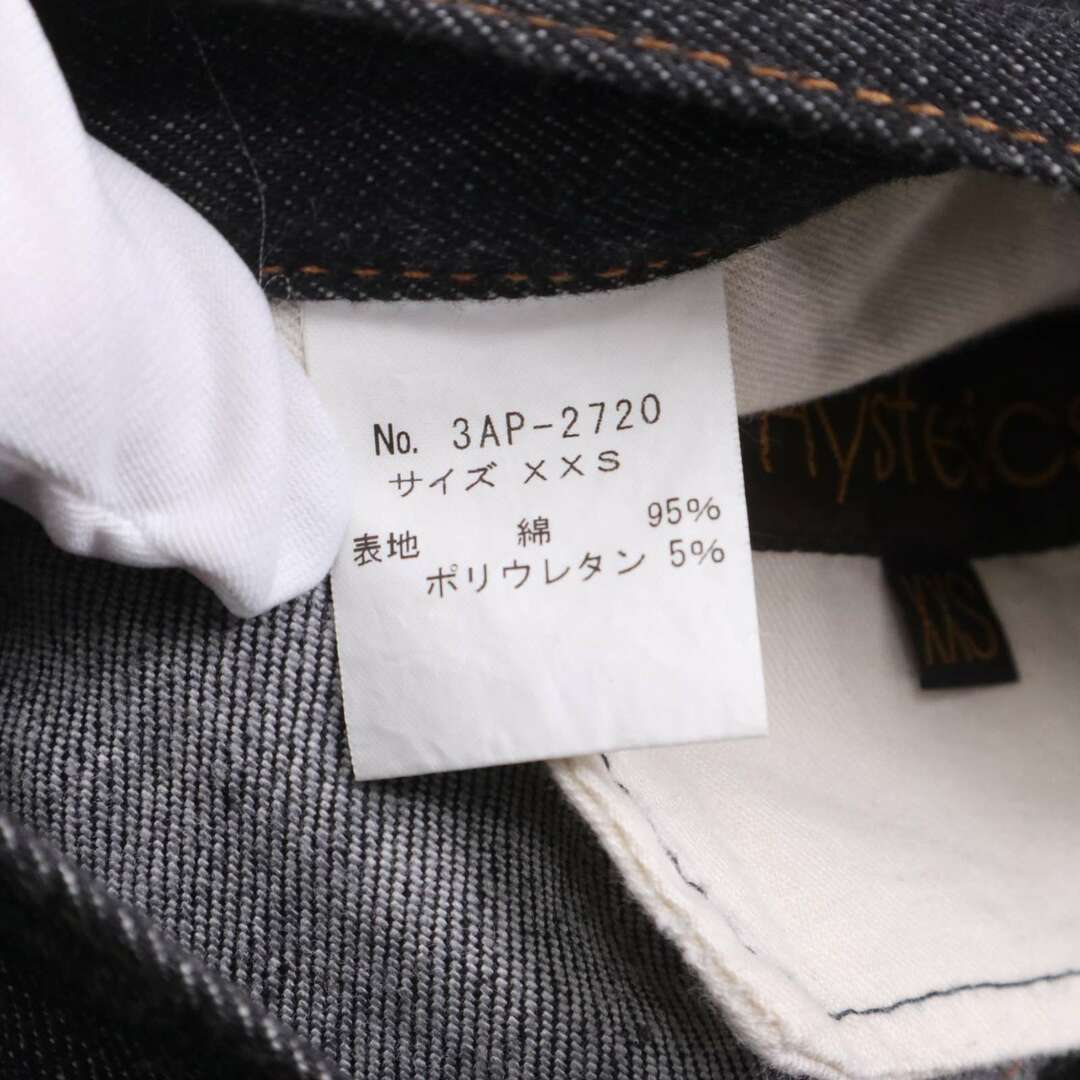 No. 3AP-2720
サイズ XXS
表地 綿 95%
ポリウレタン 5%
Hysterics
XXS